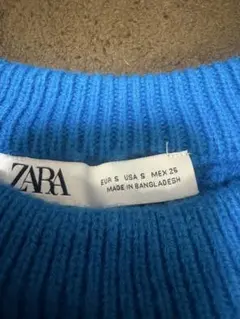 ZARA
EUR S USA S MEX 26
MADE IN BANGLADESH